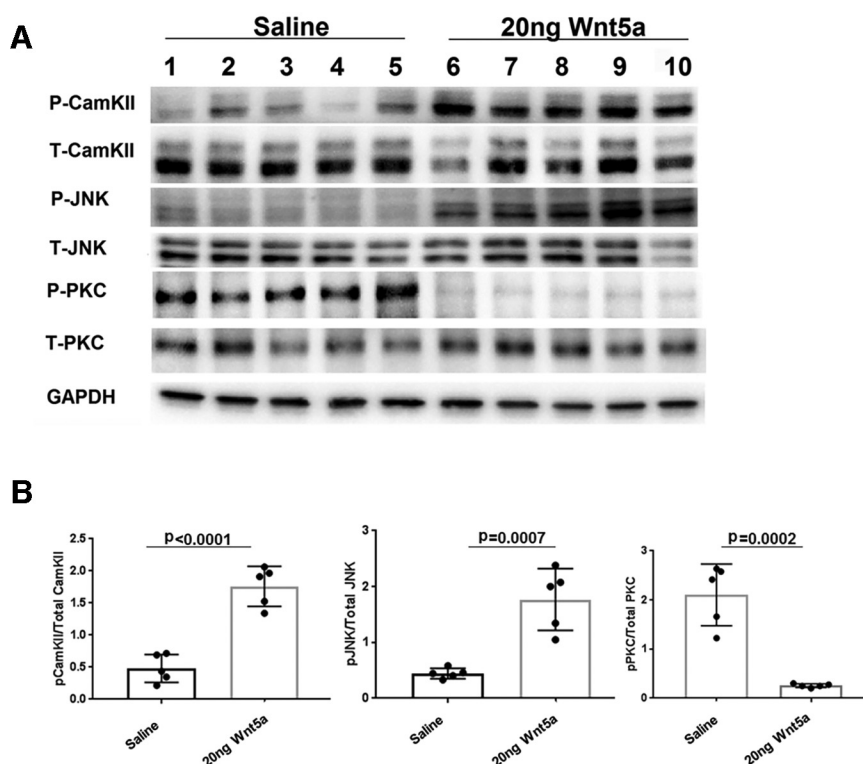 A
Saline 20ng Wnt5a
1 2 3 4 5 6 7 8 9 10
P-CamKII
T-CamKII
P-JNK
T-JNK
P-PKC
T-PKC
GAPDH
B
p<0.0001
pCamKII/Total CamKII
2.5
2.0
1.5
1.0
0.5
0.0
Saline
20ng Wnt5a
p=0.0007
pJNK/Total JNK
3
2
1
0
Saline
20ng Wnt5a
p=0.0002
pPKC/Total PKC
3
2
1
0
Saline
20ng Wnt5a